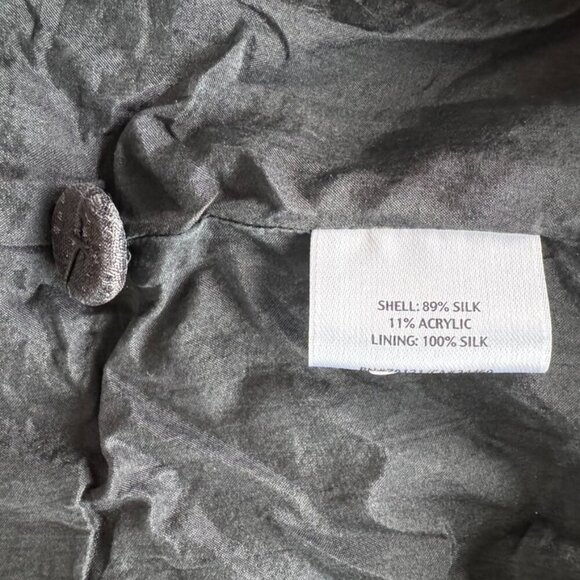 SHELL: 89% SILK
11% ACRYLIC
LINING: 100% SILK